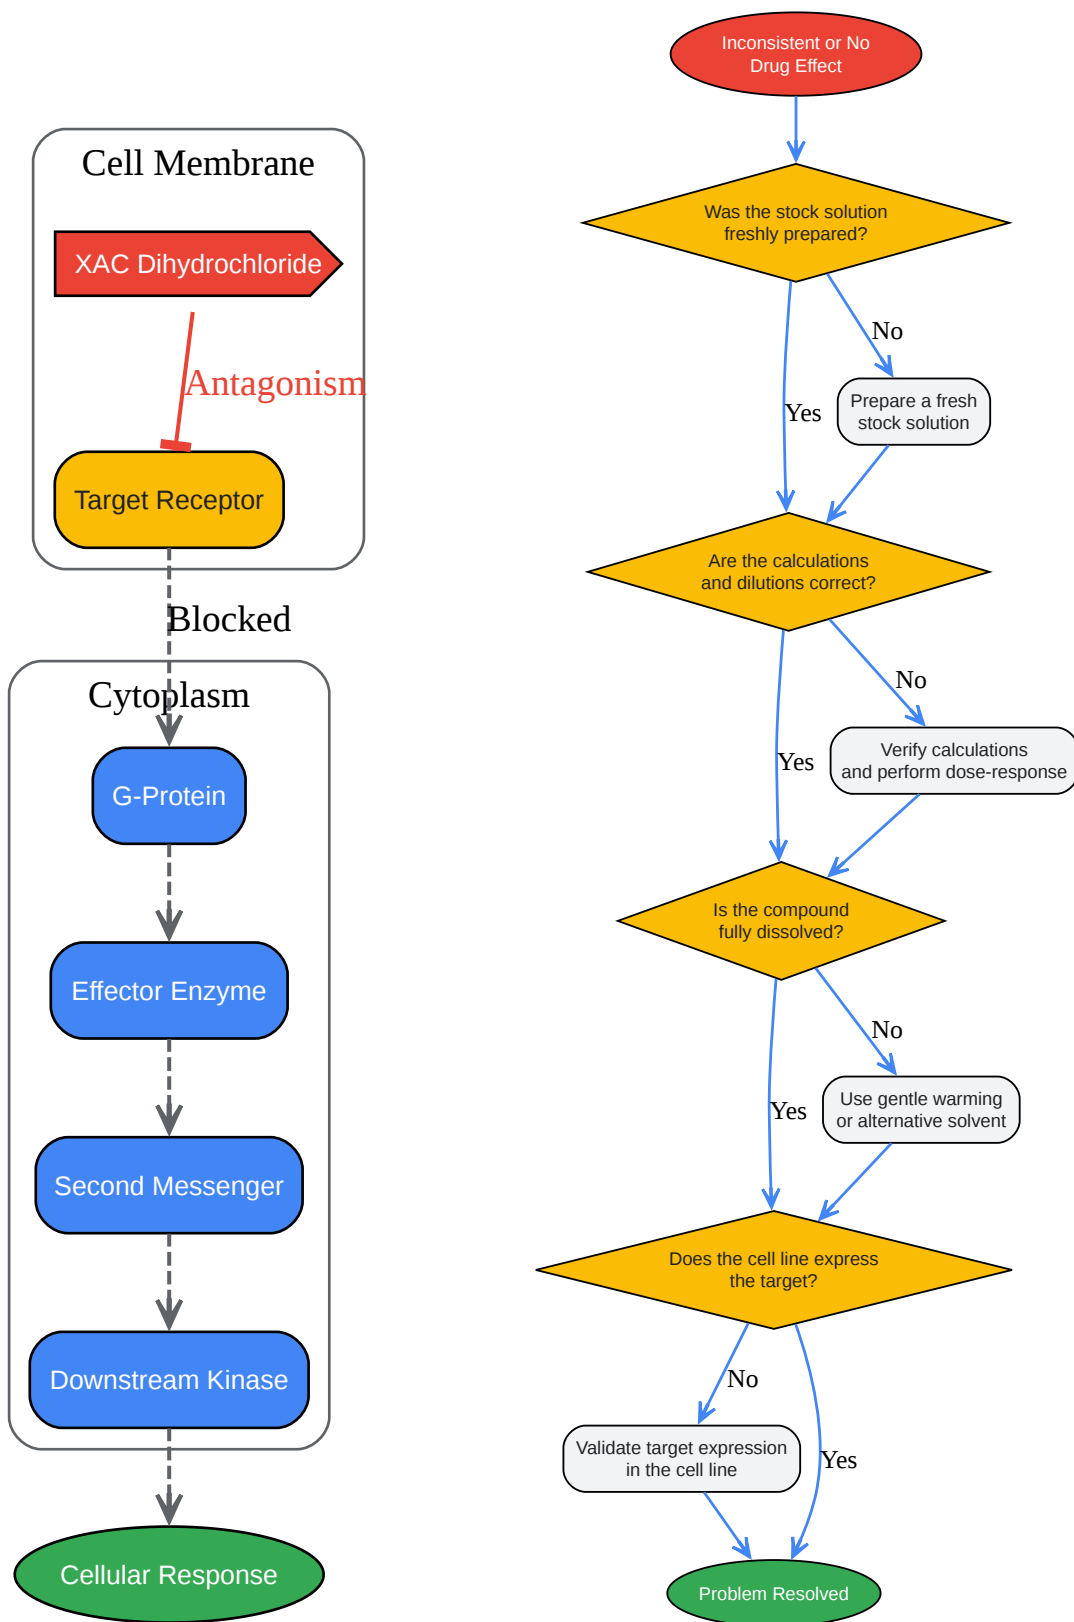 Cell Membrane
XAC Dihydrochloride
Antagonism
Target Receptor
Blocked
Cytoplasm
G-Protein
Effector Enzyme
Second Messenger
Downstream Kinase
Cellular Response
Inconsistent or No
Drug Effect
Was the stock solution
freshly prepared?
No
Yes
Prepare a fresh
stock solution
Are the calculations
and dilutions correct?
No
Yes
Verify calculations
and perform dose-response
Is the compound
fully dissolved?
No
Yes
Use gentle warming
or alternative solvent
Does the cell line express
the target?
No
Yes
Validate target expression
in the cell line
Problem Resolved